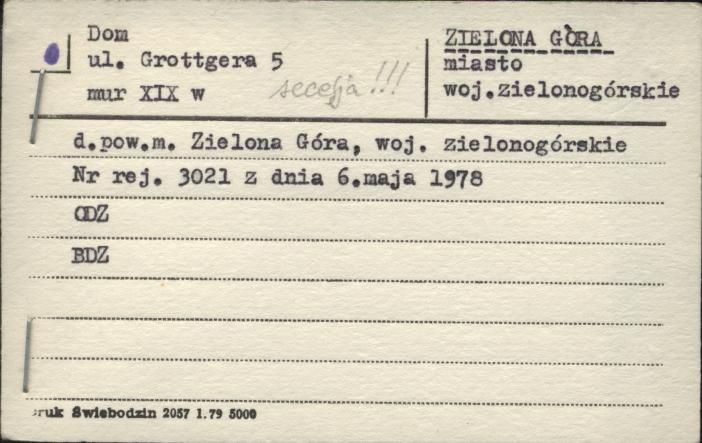 Dom
ul. Grottgera 5
mur XIX w
secesja!!!
ZIELONA GÓRA
miasto
woj.zielonogórskie
d.pow.m. Zielona Góra, woj. zielonogórskie
Nr rej. 3021 z dnia 6.maja 1978
ODZ
BDZ
ruk Świebodzin 2057 1.79 5000